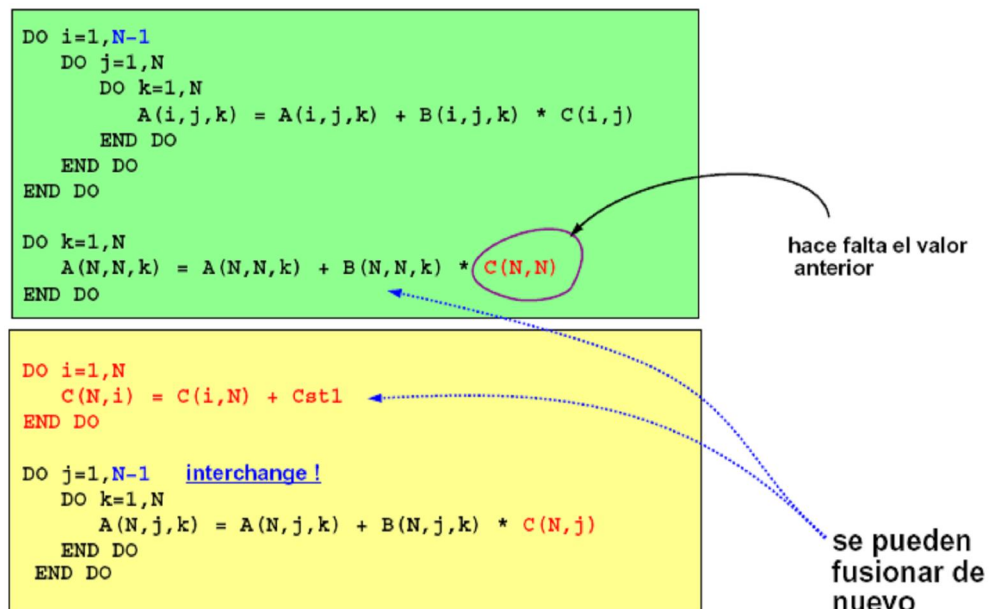 DO i=1,N-1
DO j=1,N
DO k=1,N
A(i,j,k) = A(i,j,k) + B(i,j,k) * C(i,j)
END DO
END DO
END DO
DO k=1,N
A(N,N,k) = A(N,N,k) + B(N,N,k) * C(N,N)
END DO
hace falta el valor
anterior
DO i=1,N
C(N,i) = C(i,N) + Cst1
END DO
DO j=1,N-1 interchange !
DO k=1,N
A(N,j,k) = A(N,j,k) + B(N,j,k) * C(N,j)
END DO
END DO
se pueden
fusionar de
nuevo